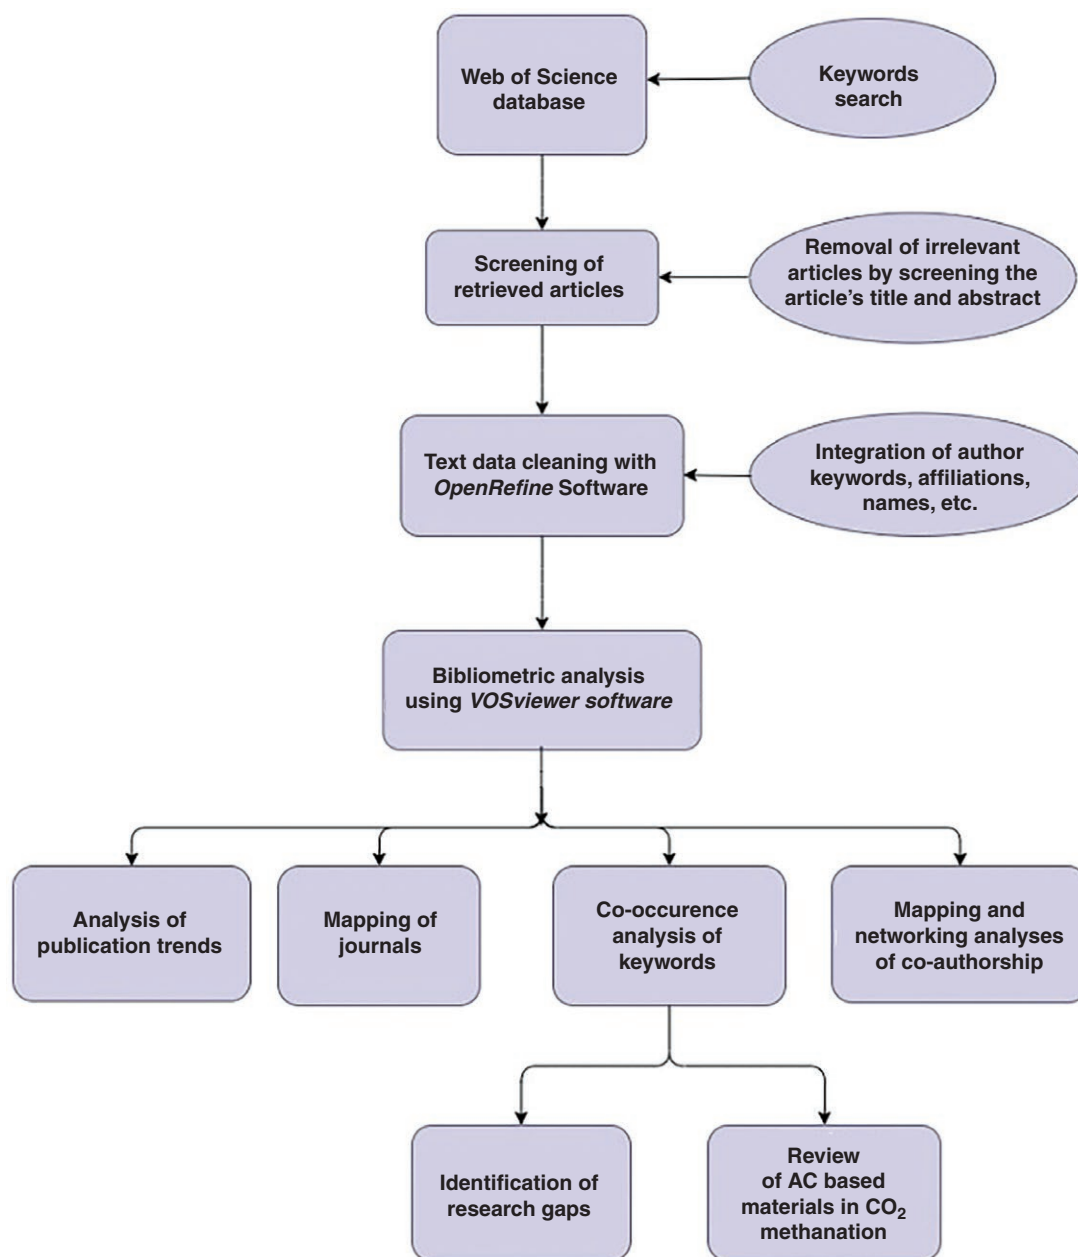 Web of Science
database
Keywords
search
Screening of
retrieved articles
Removal of irrelevant
articles by screening the
article's title and abstract
Text data cleaning with
OpenRefine Software
Integration of author
keywords, affiliations,
names, etc.
Bibliometric analysis
using VOSviewer software
Analysis of
publication trends
Mapping of
journals
Co-occurence
analysis of
keywords
Mapping and
networking analyses
of co-authorship
Identification of
research gaps
Review
of AC based
materials in CO₂
methanation